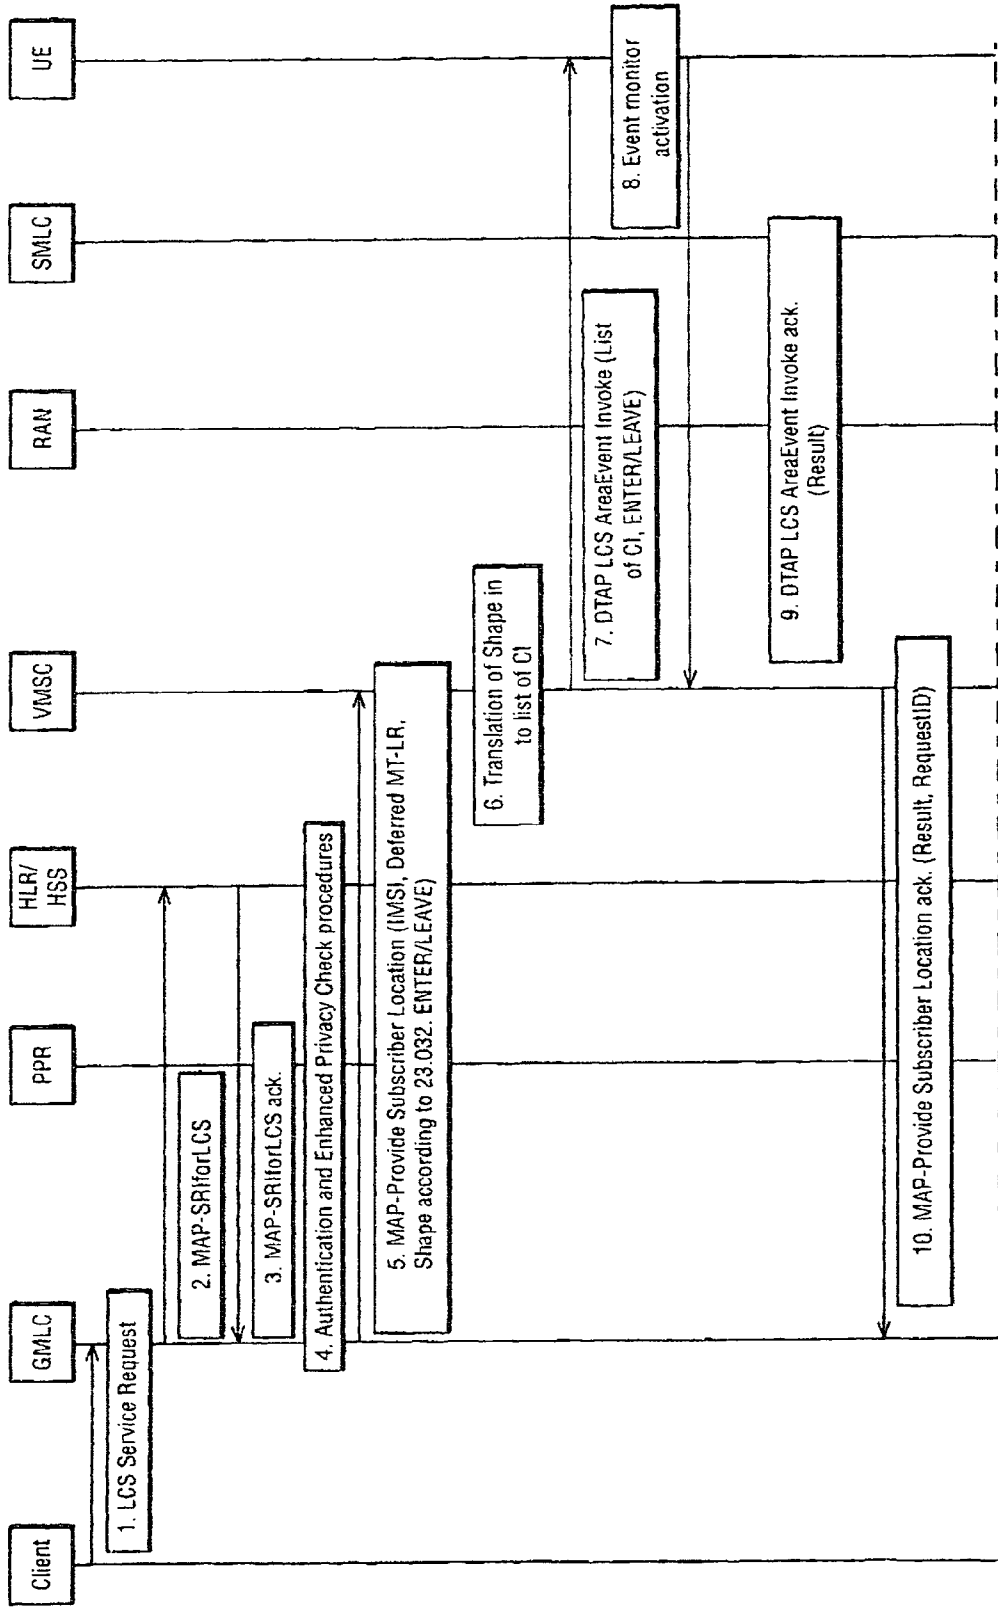 Client
GMLC
PPR
HLR/
HSS
VMSC
RAN
SMLC
UE
1. LCS Service Request
2. MAP-SRIforLCS
3. MAP-SRIforLCS ack.
4. Authentication and Enhanced Privacy Check procedures
5. MAP-Provide Subscriber Location (IMSI, Deferred MT-LR,
Shape according to 23.032. ENTER/LEAVE)
6. Translation of Shape in
to list of CI
7. DTAP LCS AreaEvent Invoke (List
of CI, ENTER/LEAVE)
8. Event monitor
activation
9. DTAP LCS AreaEvent Invoke ack.
(Result)
10. MAP-Provide Subscriber Location ack. (Result, RequestID)